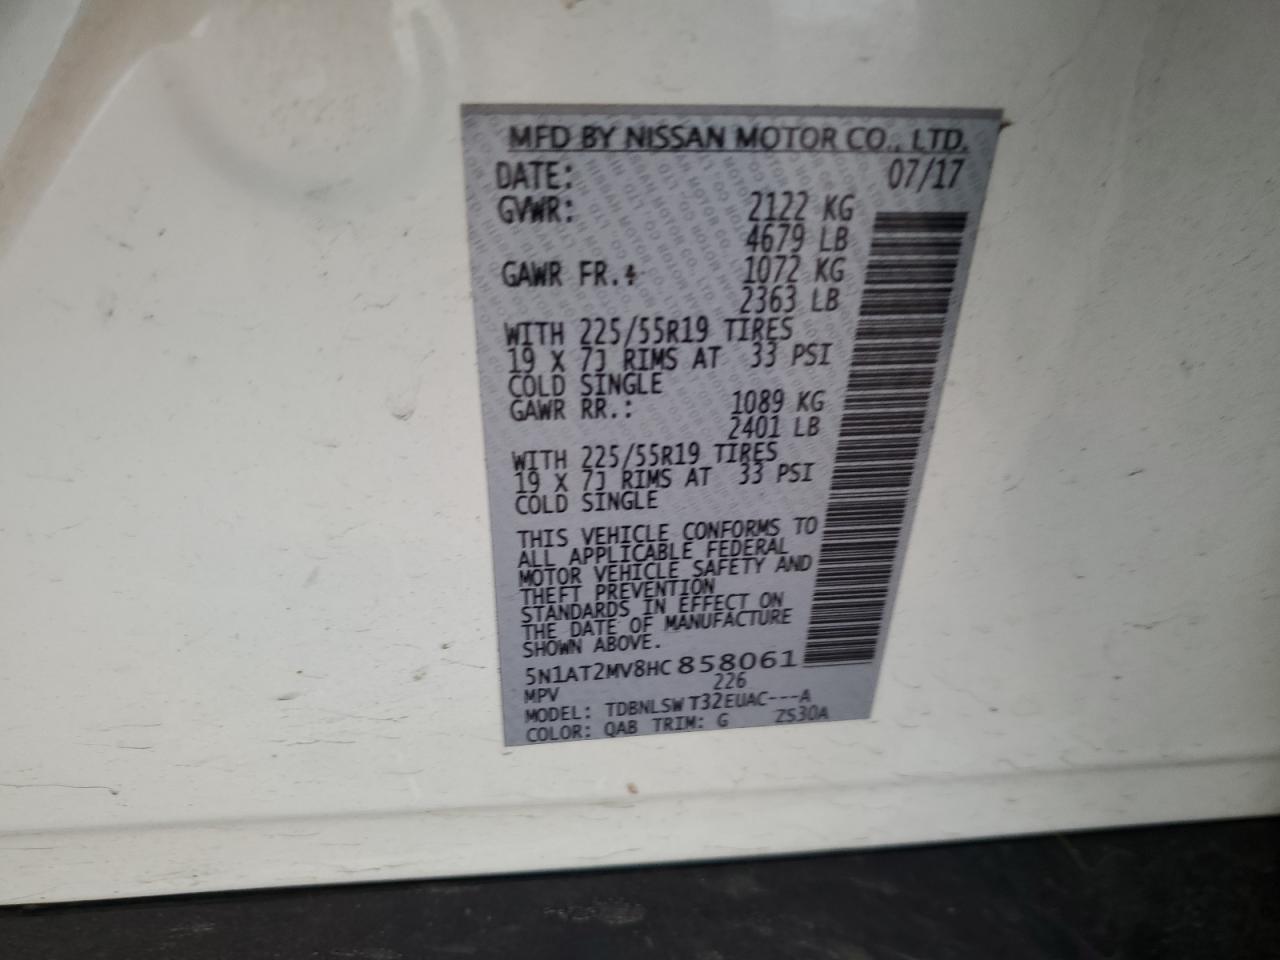 MFD BY NISSAN MOTOR CO., LTD.
DATE: 07/17
GVWR: 2122 KG
4679 LB
GAWR FR.: 1072 KG
2363 LB
WITH 225/55R19 TIRES
19 X 7J RIMS AT 33 PSI
COLD SINGLE
GAWR RR.: 1089 KG
2401 LB
WITH 225/55R19 TIRES
19 X 7J RIMS AT 33 PSI
COLD SINGLE
THIS VEHICLE CONFORMS TO
ALL APPLICABLE FEDERAL
MOTOR VEHICLE SAFETY AND
THEFT PREVENTION
STANDARDS IN EFFECT ON
THE DATE OF MANUFACTURE
SHOWN ABOVE.
5N1AT2MV8HC858061
MPV 226
MODEL: TDBNLSW T32EUAC---A
COLOR: QAB TRIM: G ZS30A